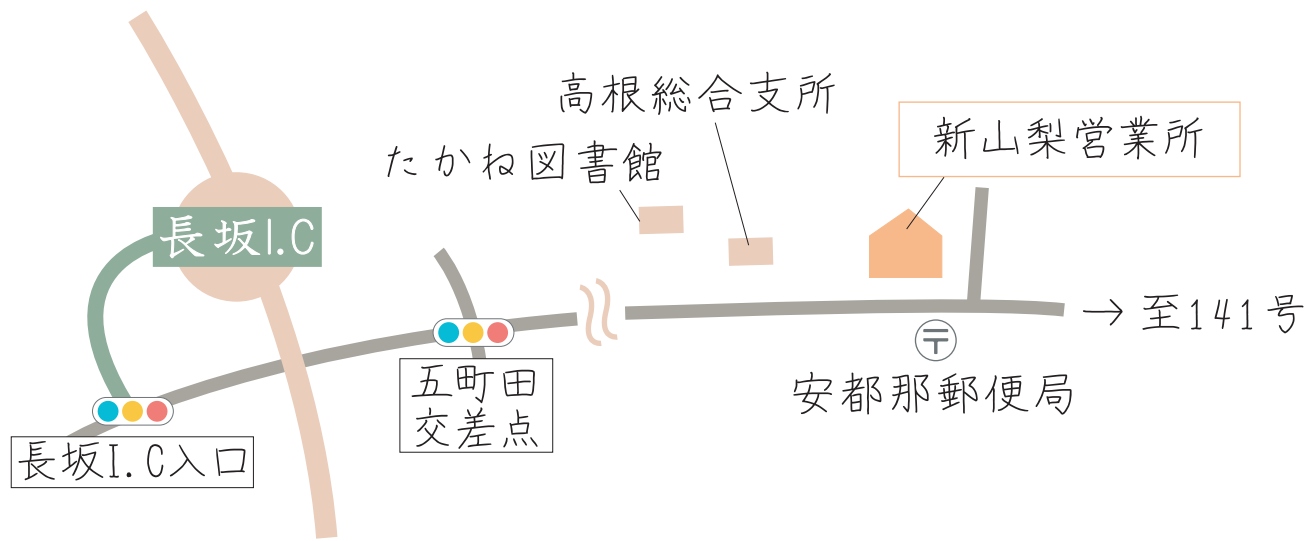 高根総合支所
新山梨営業所
たかね図書館
長坂I.C
→ 至141号
〒
五町田
交差点
安都那郵便局
長坂I.C入口